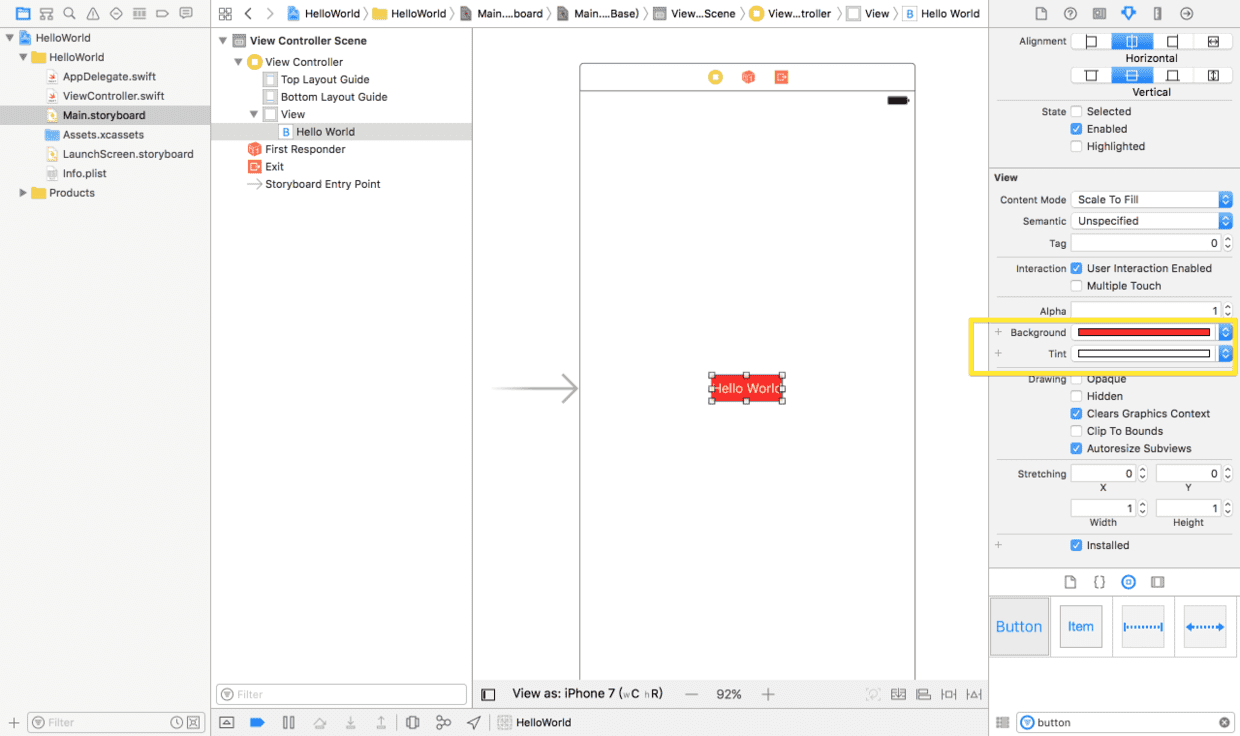 HelloWorld
HelloWorld
Main....board
Main....Base)
View...Scene
View...troller
View
B Hello World
HelloWorld
HelloWorld
AppDelegate.swift
ViewController.swift
Main.storyboard
Assets.xcassets
LaunchScreen.storyboard
Info.plist
Products
Filter
View Controller Scene
View Controller
Top Layout Guide
Bottom Layout Guide
View
B Hello World
First Responder
Exit
Storyboard Entry Point
Filter
Hello World
View as: iPhone 7 (wC hR)
92%
HelloWorld
Alignment
Horizontal
Vertical
State Selected
Enabled
Highlighted
View
Content Mode Scale To Fill
Semantic Unspecified
Tag 0
Interaction User Interaction Enabled
Multiple Touch
Alpha 1
Background
Tint
Drawing Opaque
Hidden
Clears Graphics Context
Clip To Bounds
Autoresize Subviews
Stretching 0 0
X Y
1 1
Width Height
Installed
Button Item
button